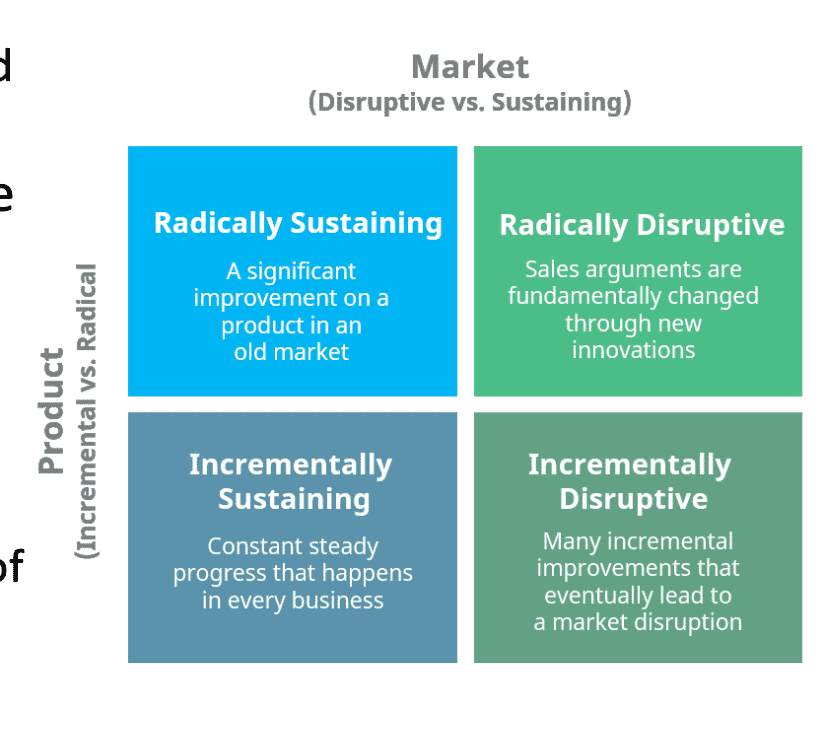 d
Market
(Disruptive vs. Sustaining)
e
Radically Sustaining
A significant
improvement on a
product in an
old market
Radically Disruptive
Sales arguments are
fundamentally changed
through new
innovations
Product
(Incremental vs. Radical
Incrementally
Sustaining
Constant steady
progress that happens
in every business
Incrementally
Disruptive
Many incremental
improvements that
eventually lead to
a market disruption
of